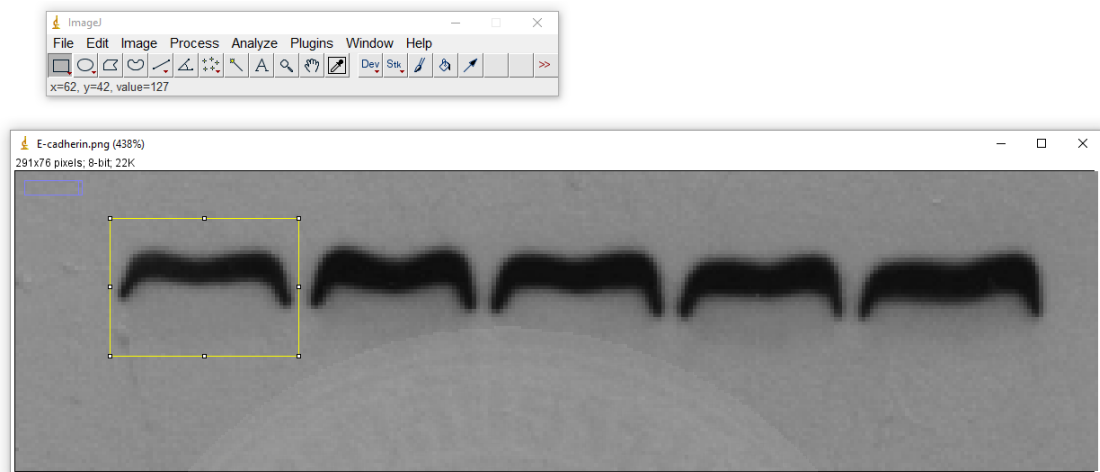 ImageJ
File Edit Image Process Analyze Plugins Window Help
A Dev Stk >>
x=62, y=42, value=127
E-cadherin.png (438%)
291x76 pixels; 8-bit; 22K